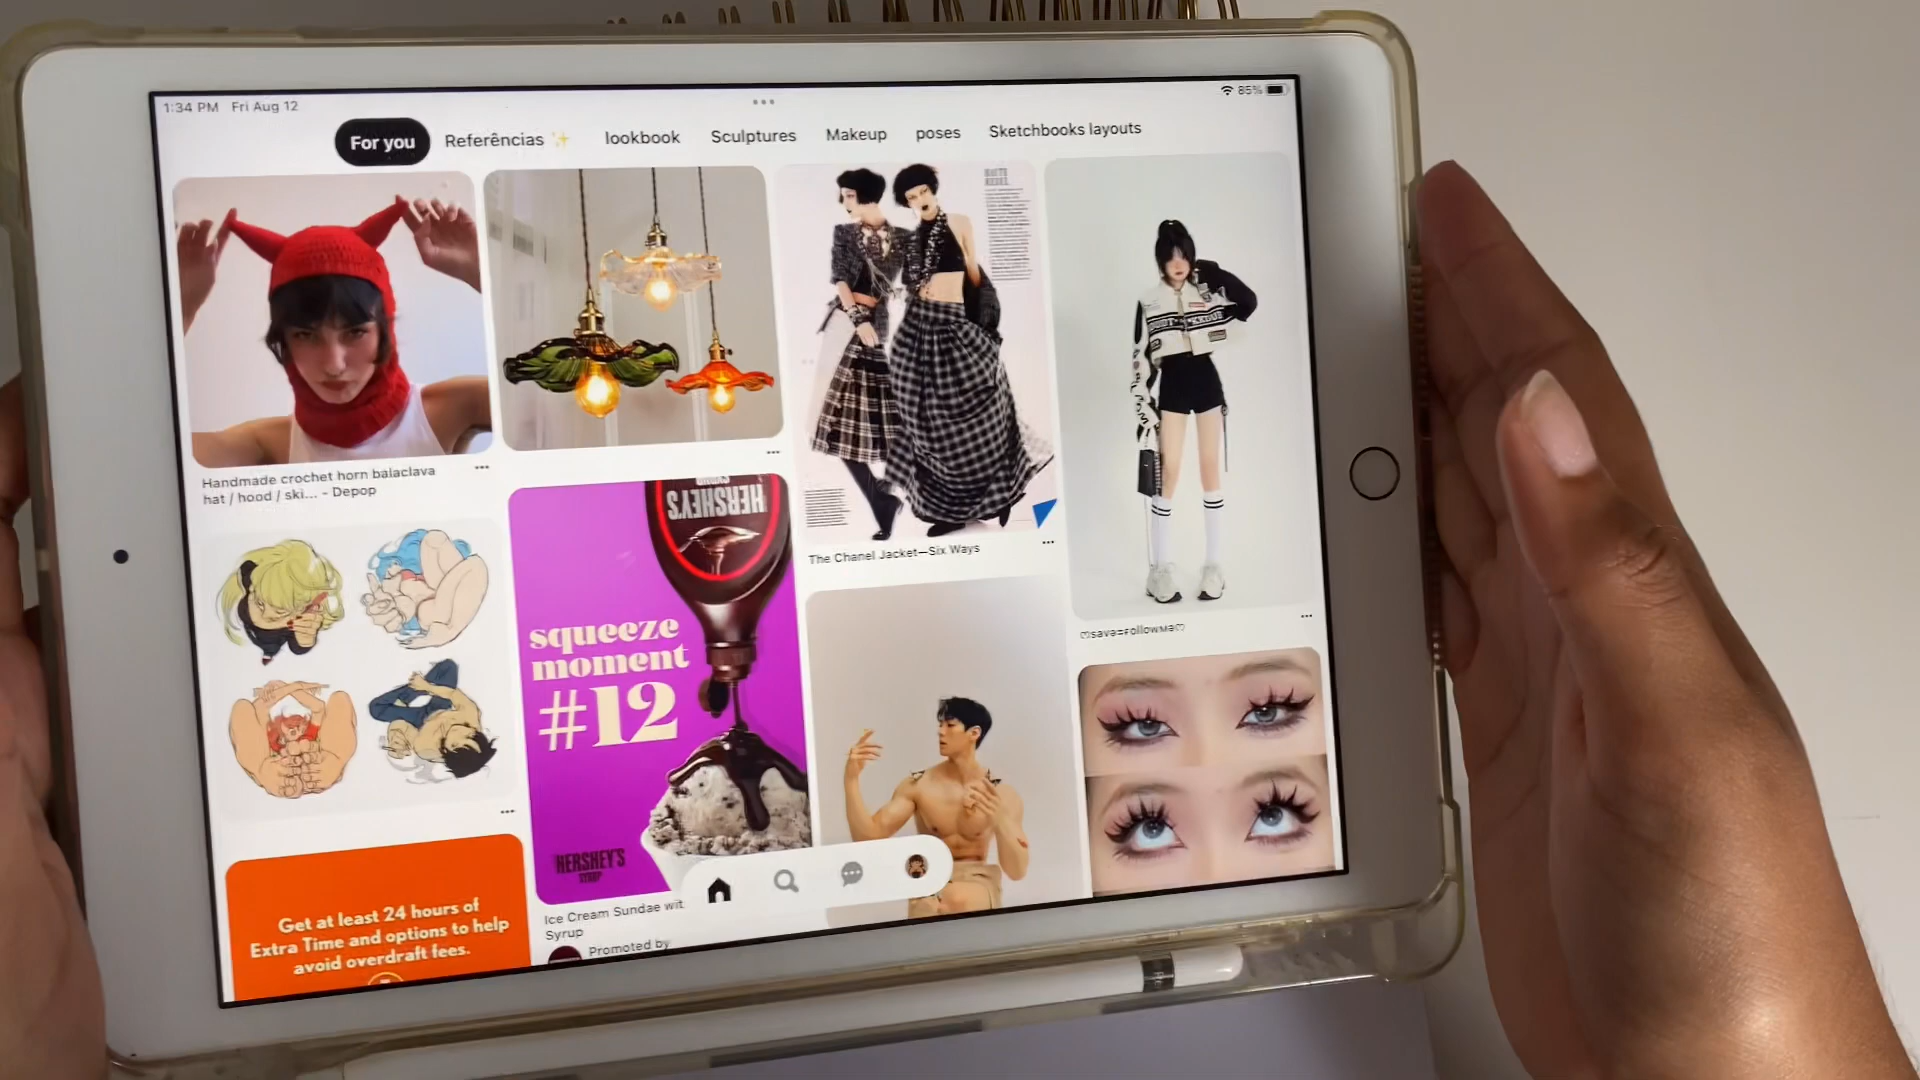 1:34 PM Fri Aug 12
85%
For you
Referências ✨
lookbook
Sculptures
Makeup
poses
Sketchbooks layouts
Handmade crochet horn balaclava
hat / hood / ski... - Depop
HERSHEY'S
squeeze
moment
#12
HERSHEY'S
SYRUP
Ice Cream Sundae wit
Syrup
Promoted by
The Chanel Jacket—Six Ways
Get at least 24 hours of
Extra Time and options to help
avoid overdraft fees.